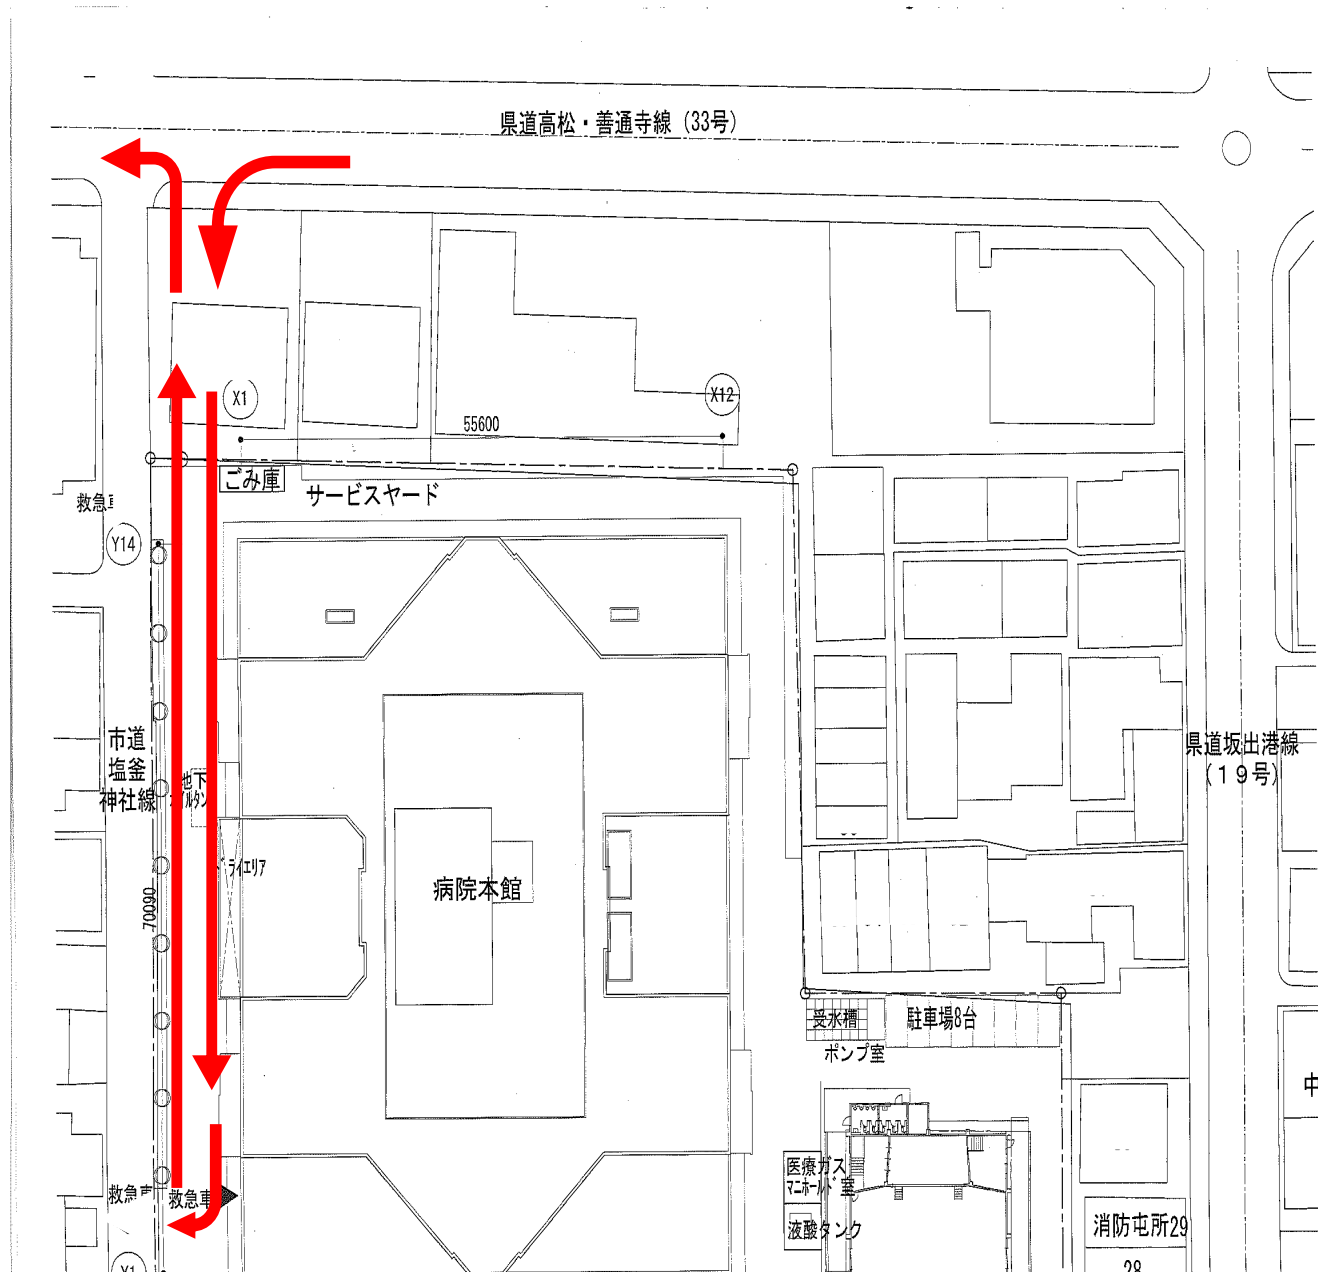 県道高松・善通寺線（33号）
X1
X12
55600
ごみ庫
サービスヤード
救急
Y14
市道
塩釜
神社線
地下
県道坂出港線
（１９号）
ドライエリア
70090
病院本館
受水槽
駐車場8台
ポンプ室
中
医療ガス
マニホールド室
救急車
救急車
液酸タンク
消防屯所29
28
Y1